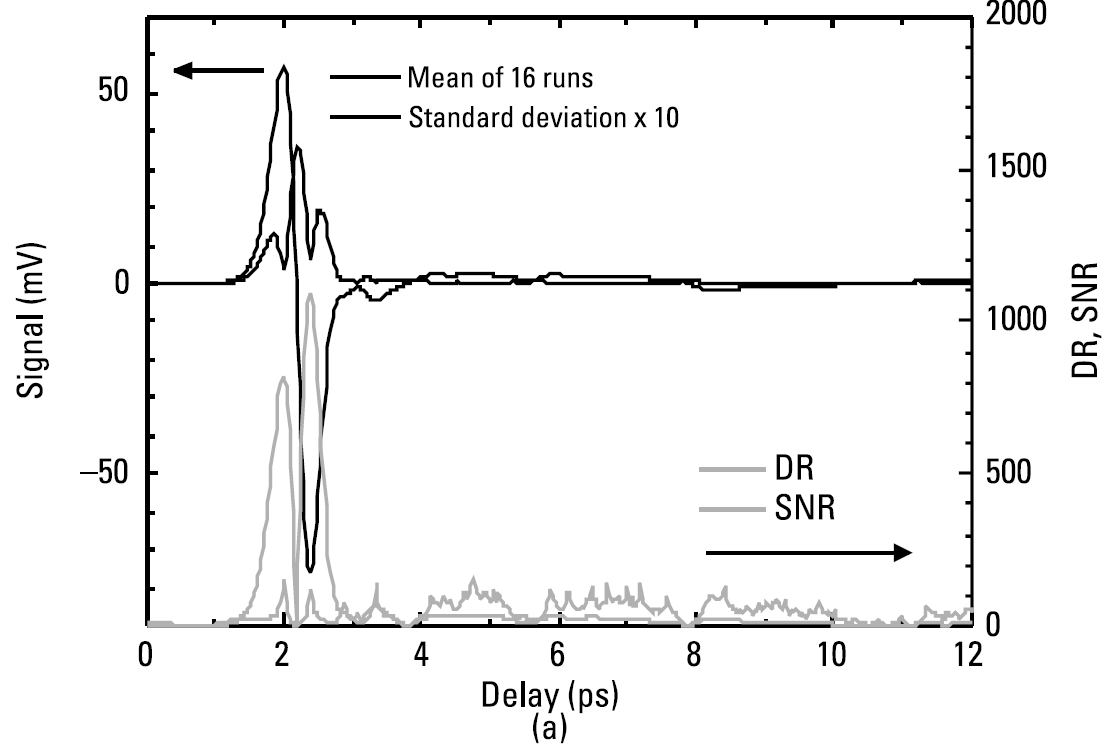 2000
1500
1000
500
0
DR, SNR
50
0
–50
Signal (mV)
Mean of 16 runs
Standard deviation x 10
DR
SNR
0 2 4 6 8 10 12
Delay (ps)
(a)